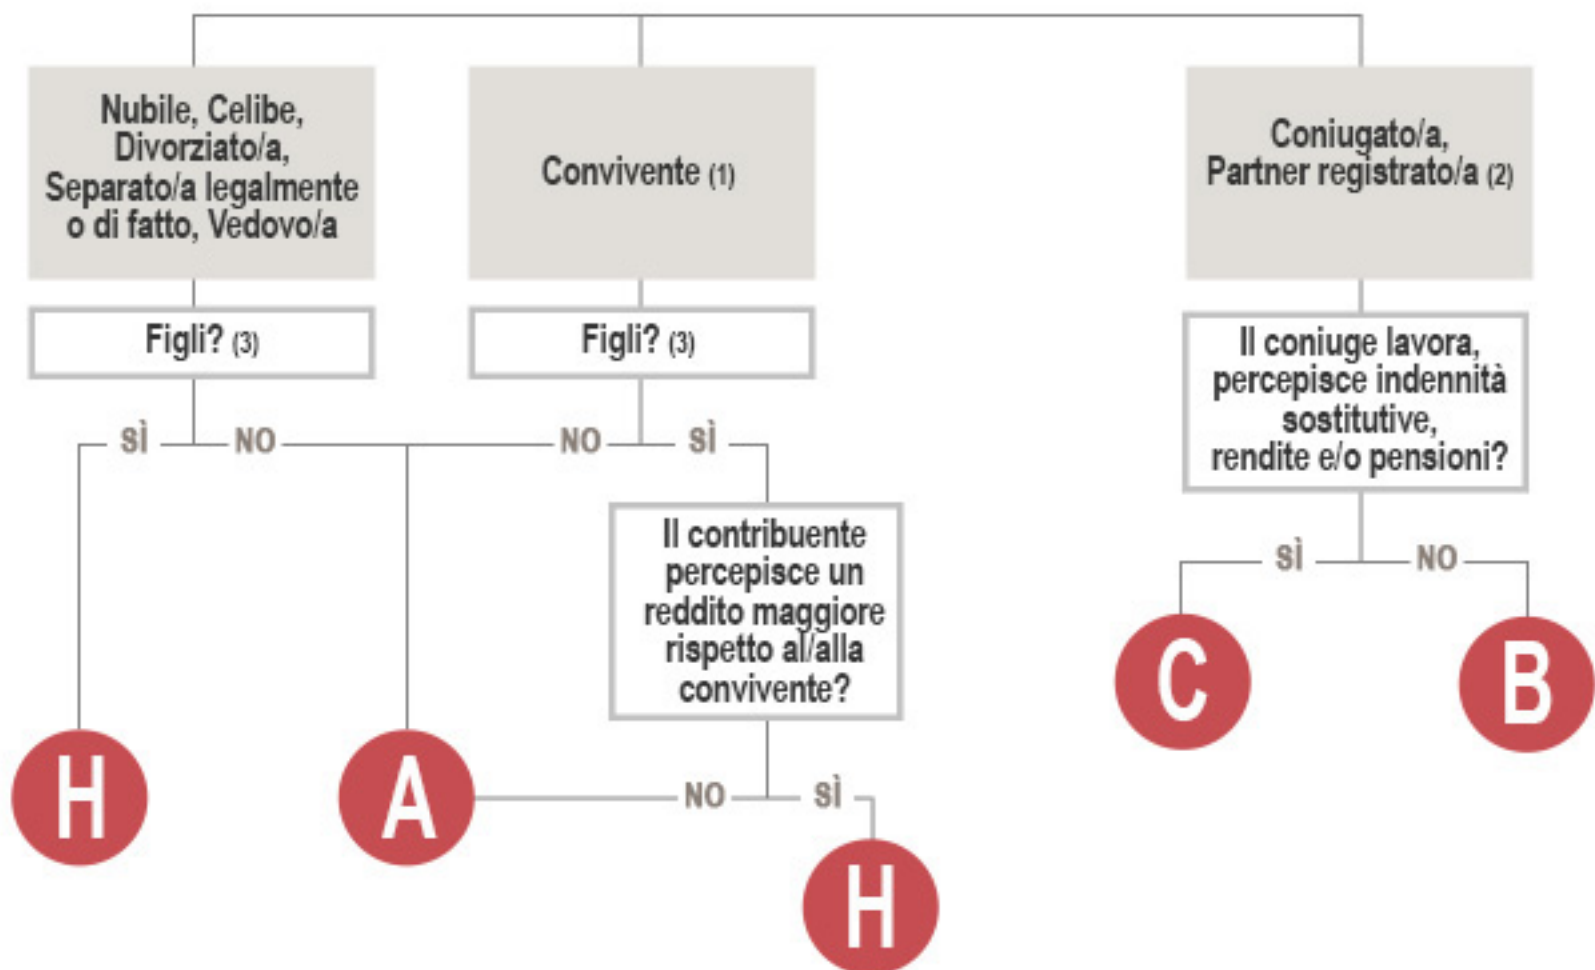 Nubile, Celibe,
Divorziato/a,
Separato/a legalmente
o di fatto, Vedovo/a
Convivente (1)
Coniugato/a,
Partner registrato/a (2)
Figli? (3)
Figli? (3)
Il coniuge lavora,
percepisce indennità
sostitutive,
rendite e/o pensioni?
SÌ
NO
NO
SÌ
Il contribuente
percepisce un
reddito maggiore
rispetto al/alla
convivente?
SÌ
NO
C
B
H
A
NO
SÌ
H